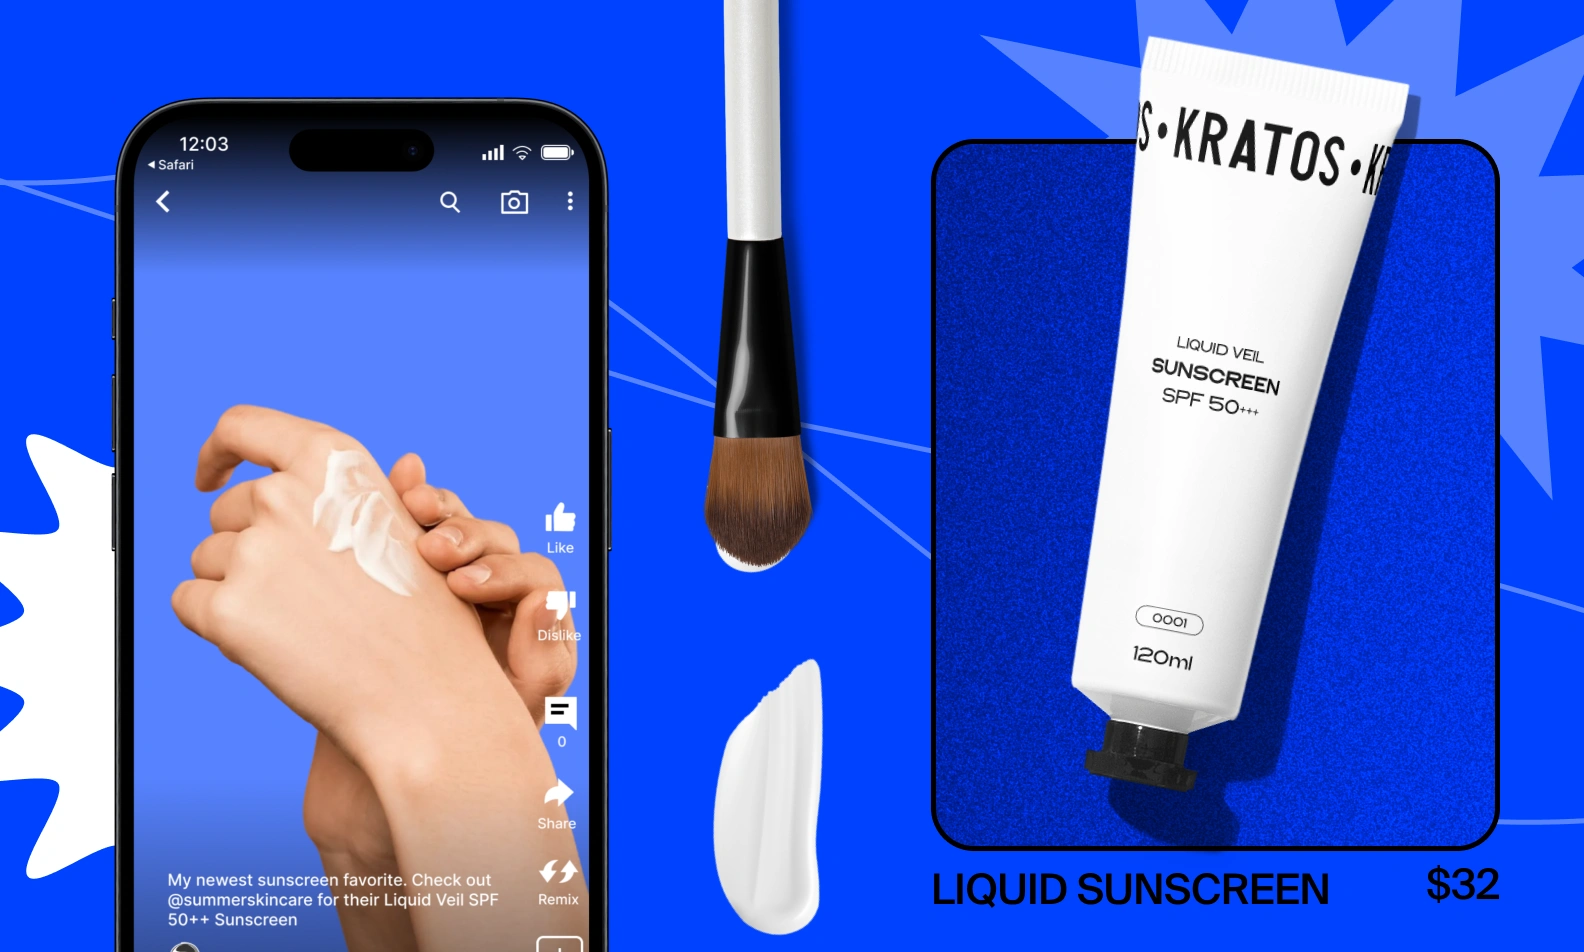 12:03
Safari
Like
Dislike
0
Share
Remix
My newest sunscreen favorite. Check out
@summerskincare for their Liquid Veil SPF
50++ Sunscreen
S • KRATOS • KR
LIQUID VEIL
SUNSCREEN
SPF 50+++
0001
120ml
LIQUID SUNSCREEN
$32